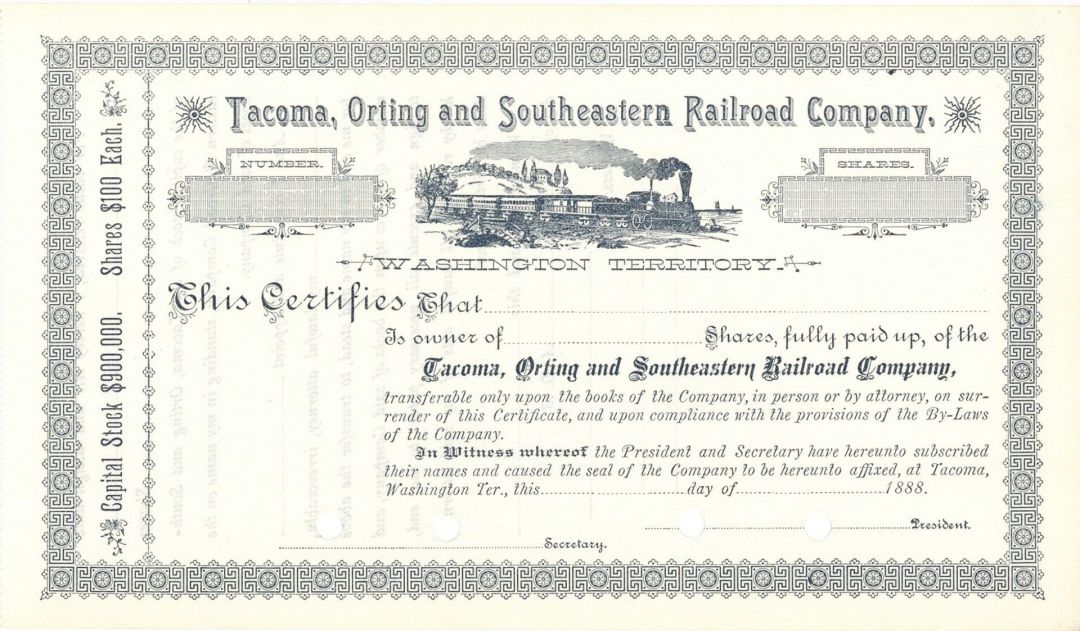 Tacoma, Orting and Southeastern Railroad Company.
NUMBER.
SHARES.
WASHINGTON TERRITORY.
Capital Stock $900,000. Shares $100 Each.
This Certifies That
Is owner of Shares, fully paid up, of the
Tacoma, Orting and Southeastern Railroad Company,
transferable only upon the books of the Company, in person or by attorney, on sur-
render of this Certificate, and upon compliance with the provisions of the By-Laws
of the Company.
In Witness whereof the President and Secretary have hereunto subscribed
their names and caused the seal of the Company to be hereunto affixed, at Tacoma,
Washington Ter., this day of 1888.
President.
Secretary.